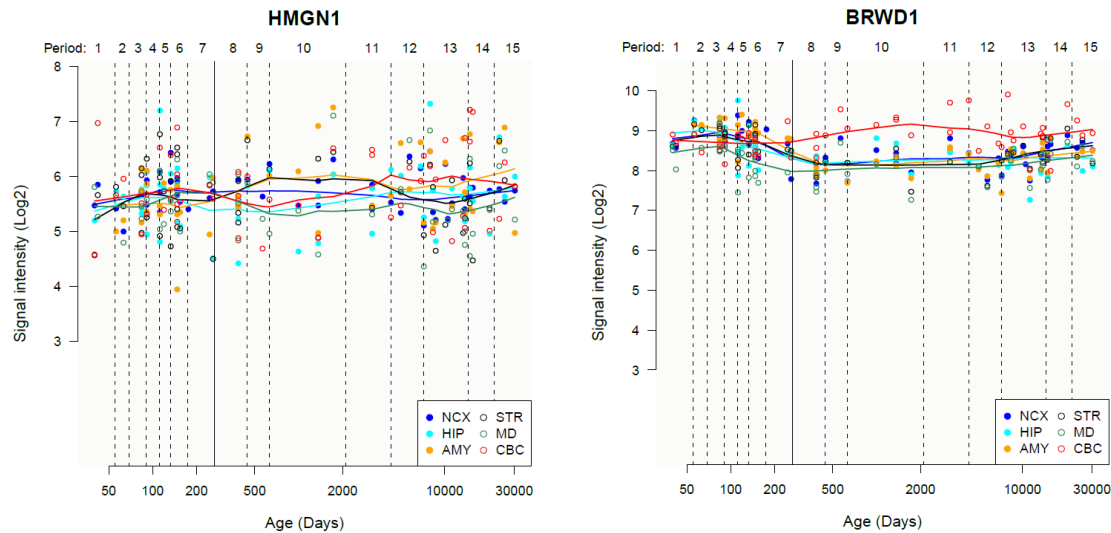 HMGN1
Period: 1 2 3 4 5 6 7 8 9 10 11 12 13 14 15
8
7
6
5
4
3
Signal intensity (Log2)
NCX STR
HIP MD
AMY CBC
50 100 200 500 2000 10000 30000
Age (Days)
BRWD1
Period: 1 2 3 4 5 6 7 8 9 10 11 12 13 14 15
10
9
8
7
6
5
4
3
Signal intensity (Log2)
NCX STR
HIP MD
AMY CBC
50 100 200 500 2000 10000 30000
Age (Days)